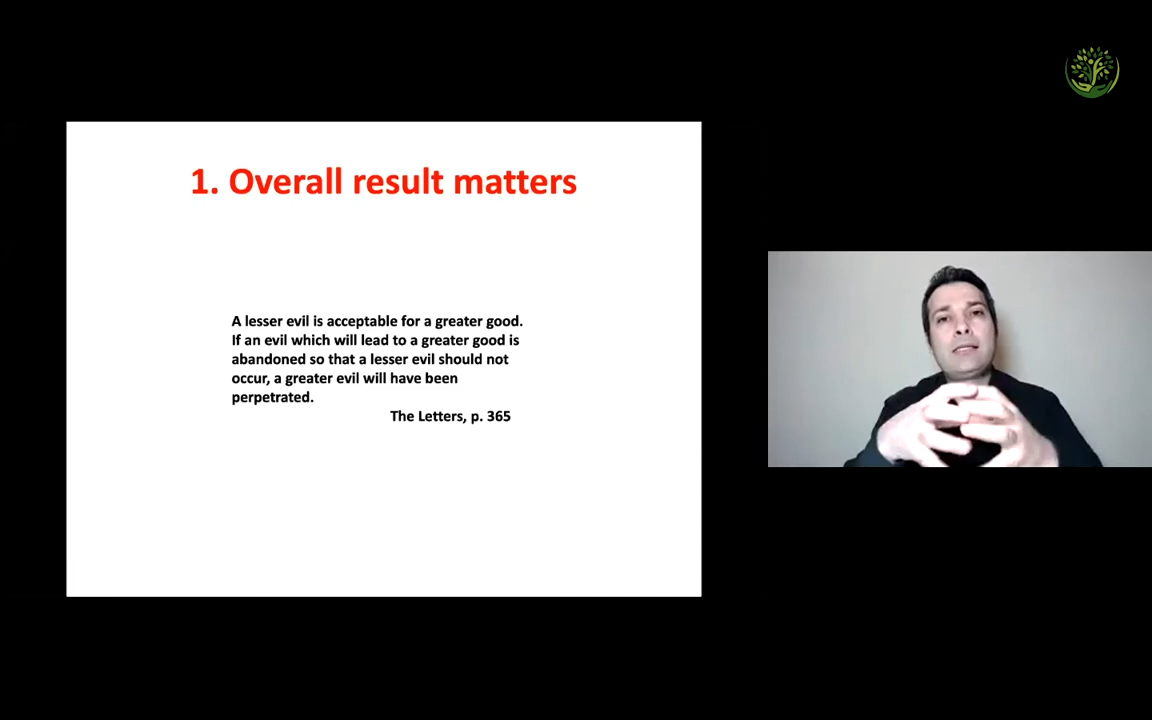 1. Overall result matters
A lesser evil is acceptable for a greater good.
If an evil which will lead to a greater good is
abandoned so that a lesser evil should not
occur, a greater evil will have been
perpetrated.
The Letters, p. 365